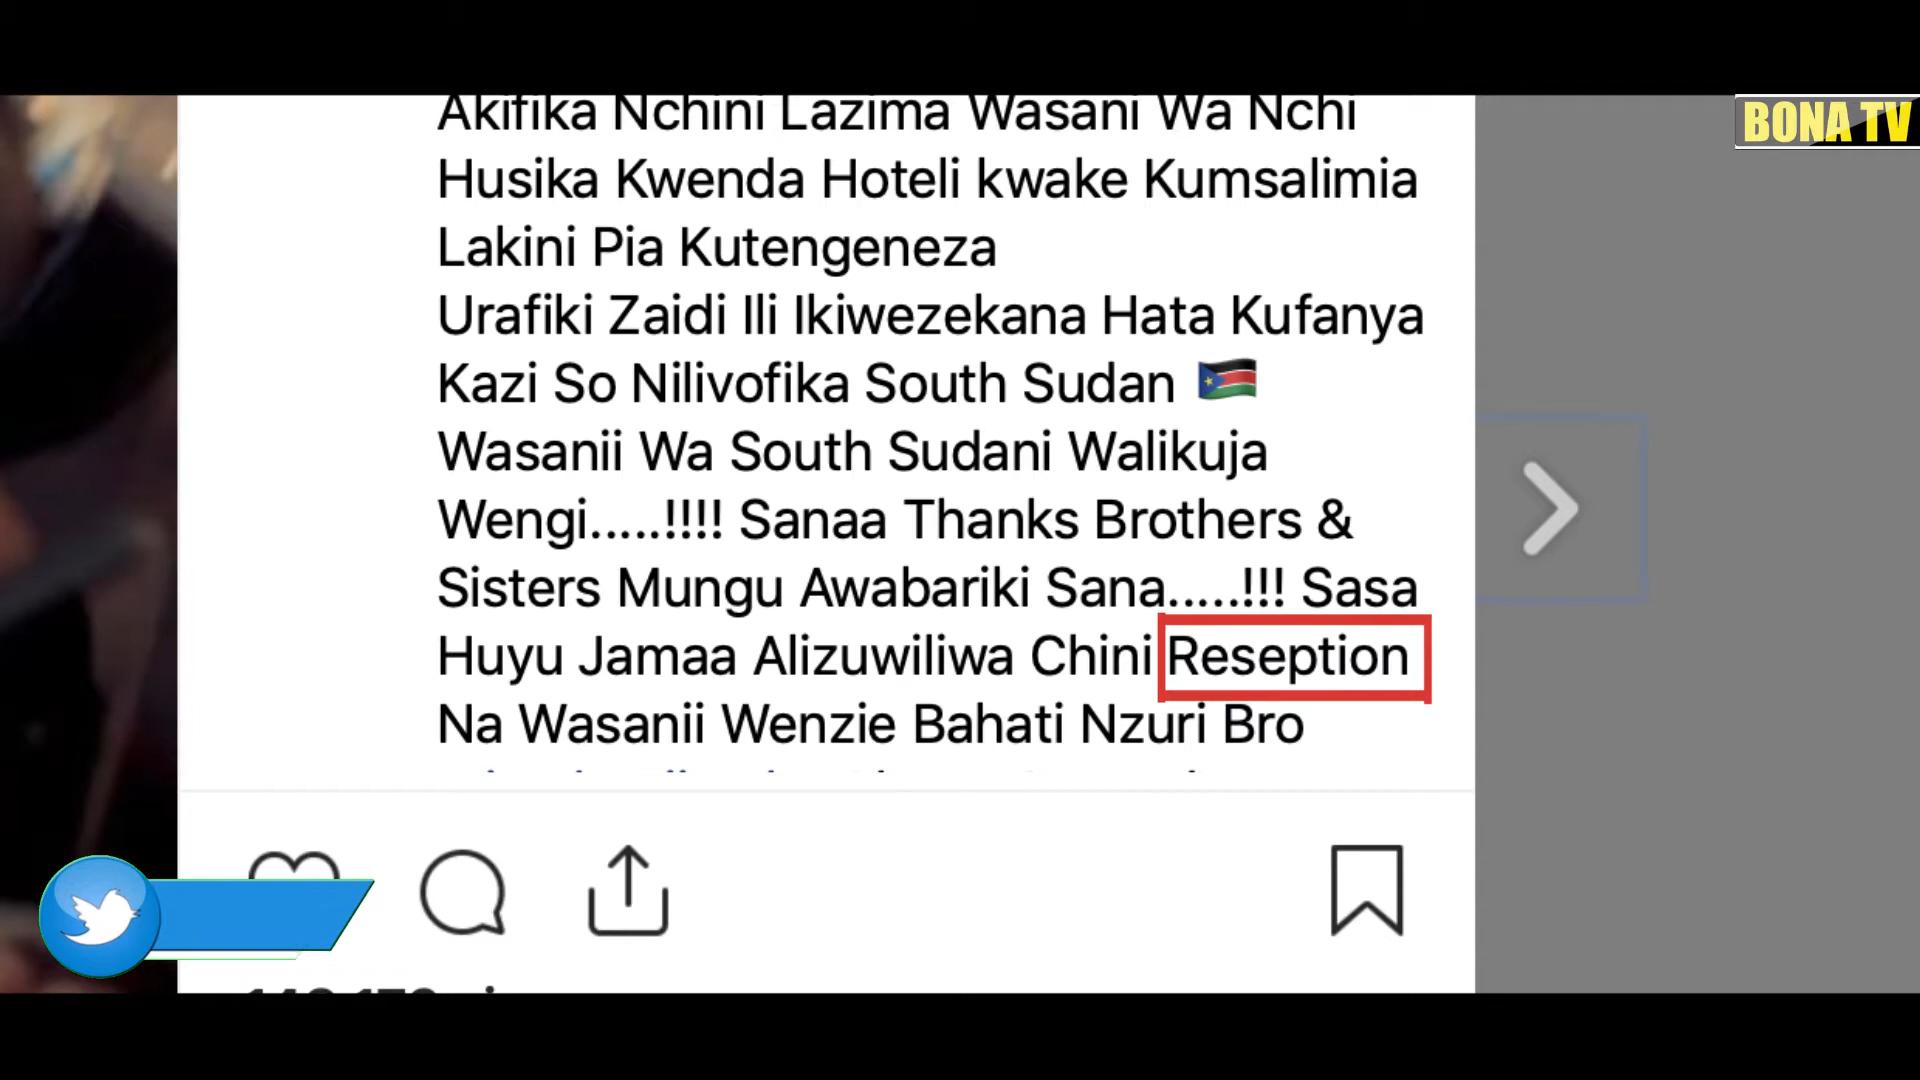 BONA TV
Akifika Nchini Lazima Wasani Wa Nchi
Husika Kwenda Hoteli kwake Kumsalimia
Lakini Pia Kutengeneza
Urafiki Zaidi Ili Ikiwezekana Hata Kufanya
Kazi So Nilivofika South Sudan 🇸🇸
Wasanii Wa South Sudani Walikuja
Wengi.....!!!! Sanaa Thanks Brothers &
Sisters Mungu Awabariki Sana.....!!! Sasa
Huyu Jamaa Alizuwiliwa Chini Reseption
Na Wasanii Wenzie Bahati Nzuri Bro